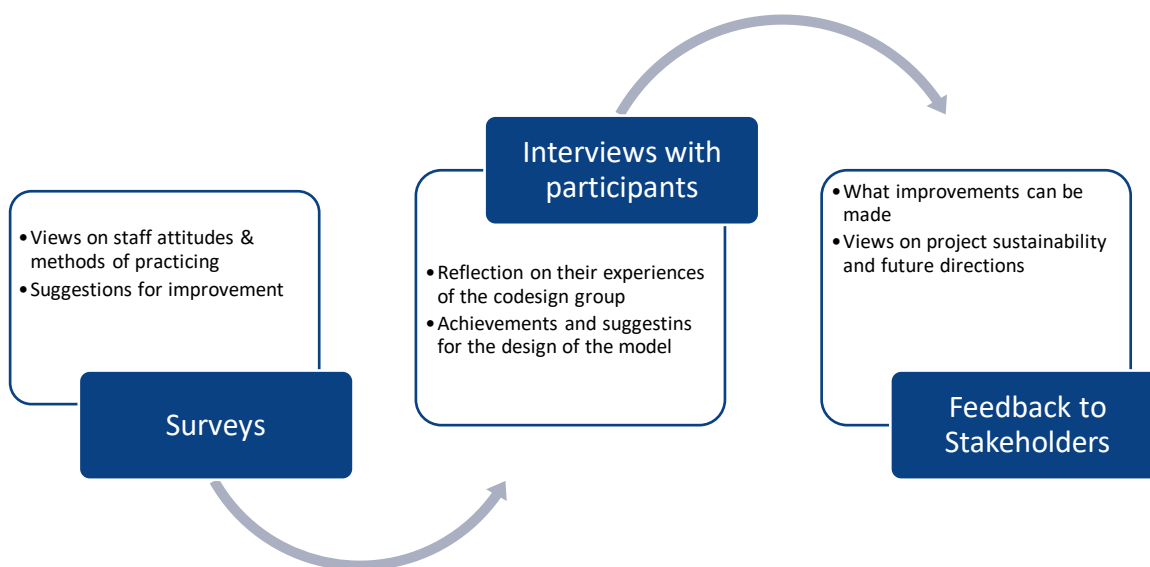 • Views on staff attitudes &
methods of practicing
• Suggestions for improvement
Surveys
Interviews with
participants
• Reflection on their experiences
of the codesign group
• Achievements and suggestins
for the design of the model
• What improvements can be
made
• Views on project sustainability
and future directions
Feedback to
Stakeholders